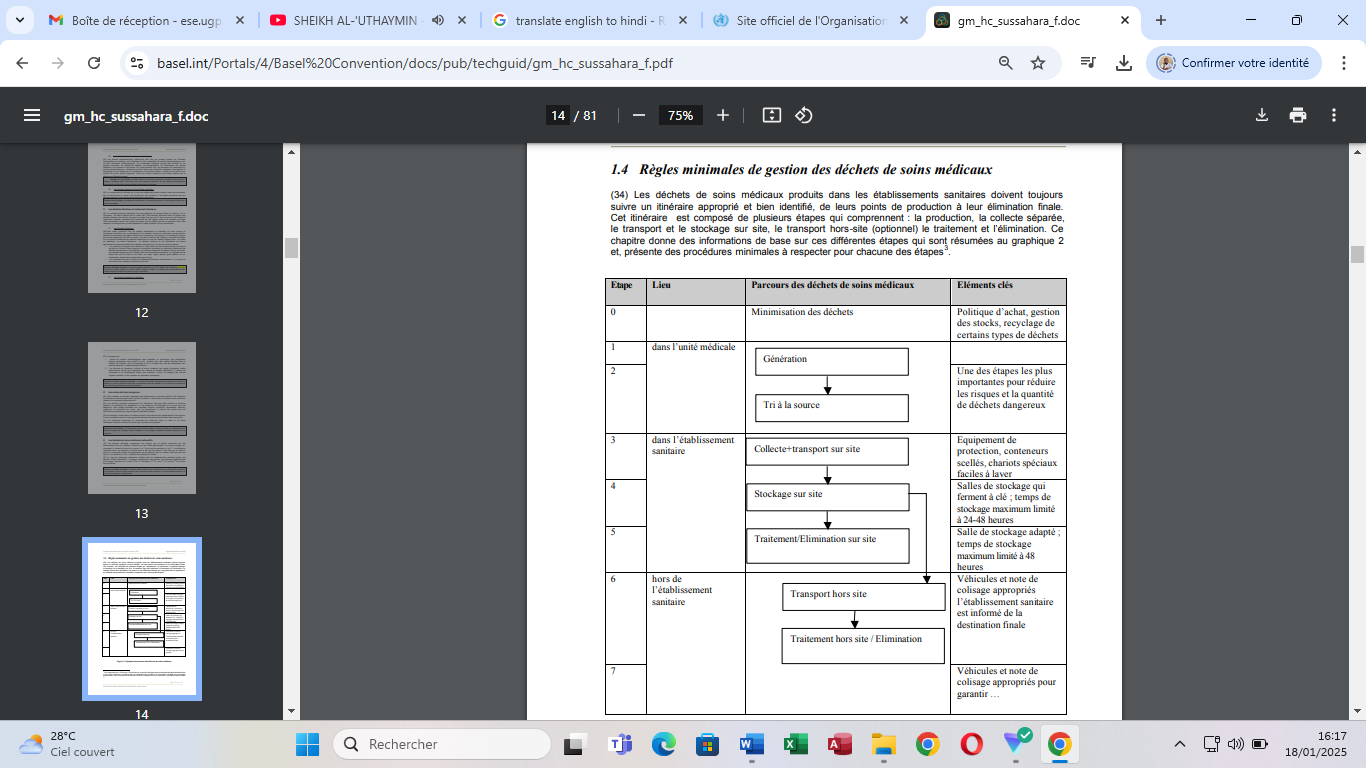 Boîte de réception - ese.ugp
SHEIKH AL-'UTHAYMIN -
translate english to hindi - R
Site officiel de l'Organisation
gm_hc_sussahara_f.doc
basel.int/Portals/4/Basel%20Convention/docs/pub/techguid/gm_hc_sussahara_f.pdf
Confirmer votre identité
gm_hc_sussahara_f.doc
14 / 81
75%
12
13
14
1.4 Règles minimales de gestion des déchets de soins médicaux
(34) Les déchets de soins médicaux produits dans les établissements sanitaires doivent toujours
suivre un itinéraire approprié et bien identifié, de leurs points de production à leur élimination finale.
Cet itinéraire est composé de plusieurs étapes qui comprennent : la production, la collecte séparée,
le transport et le stockage sur site, le transport hors-site (optionnel) le traitement et l'élimination. Ce
chapitre donne des informations de base sur ces différentes étapes qui sont résumées au graphique 2
et, présente des procédures minimales à respecter pour chacune des étapes3.
Etape Lieu Parcours des déchets de soins médicaux Eléments clés
0 Minimisation des déchets Politique d'achat, gestion
des stocks, recyclage de
certains types de déchets
1 dans l'unité médicale
Génération
2 Une des étapes les plus
importantes pour réduire
les risques et la quantité
de déchets dangereux
Tri à la source
3 dans l'établissement
sanitaire
Collecte+transport sur site
Equipement de
protection, conteneurs
scellés, chariots spéciaux
faciles à laver
4 Stockage sur site
Salles de stockage qui
ferment à clé ; temps de
stockage maximum limité
à 24-48 heures
5 Traitement/Elimination sur site
Salle de stockage adapté ;
temps de stockage
maximum limité à 48
heures
6 hors de
l'établissement
sanitaire
Transport hors site
Véhicules et note de
colisage appropriés
l'établissement sanitaire
est informé de la
destination finale
Traitement hors site / Elimination
7 Véhicules et note de
colisage appropriés pour
garantir …
28°C
Ciel couvert
Rechercher
16:17
18/01/2025